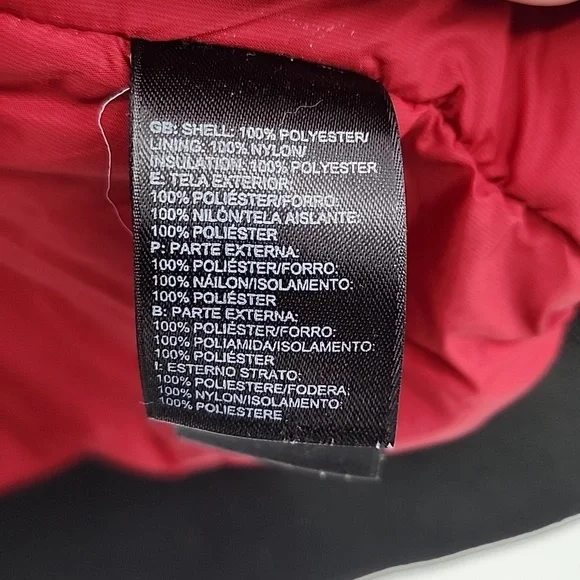 GB: SHELL: 100% POLYESTER/
LINING: 100% NYLON/
INSULATION: 100% POLYESTER
E: TELA EXTERIOR
100% POLIÉSTER/FORRO:
100% NILÓN/TELA AISLANTE:
100% POLIÉSTER
P: PARTE EXTERNA:
100% POLIÉSTER/FORRO:
100% NÁILON/ISOLAMENTO:
100% POLIÉSTER
B: PARTE EXTERNA:
100% POLIÉSTER/FORRO:
100% POLIAMIDA/ISOLAMENTO:
100% POLIÉSTER
I: ESTERNO STRATO:
100% POLIESTERE/FODERA:
100% NYLON/ISOLAMENTO:
100% POLIESTERE